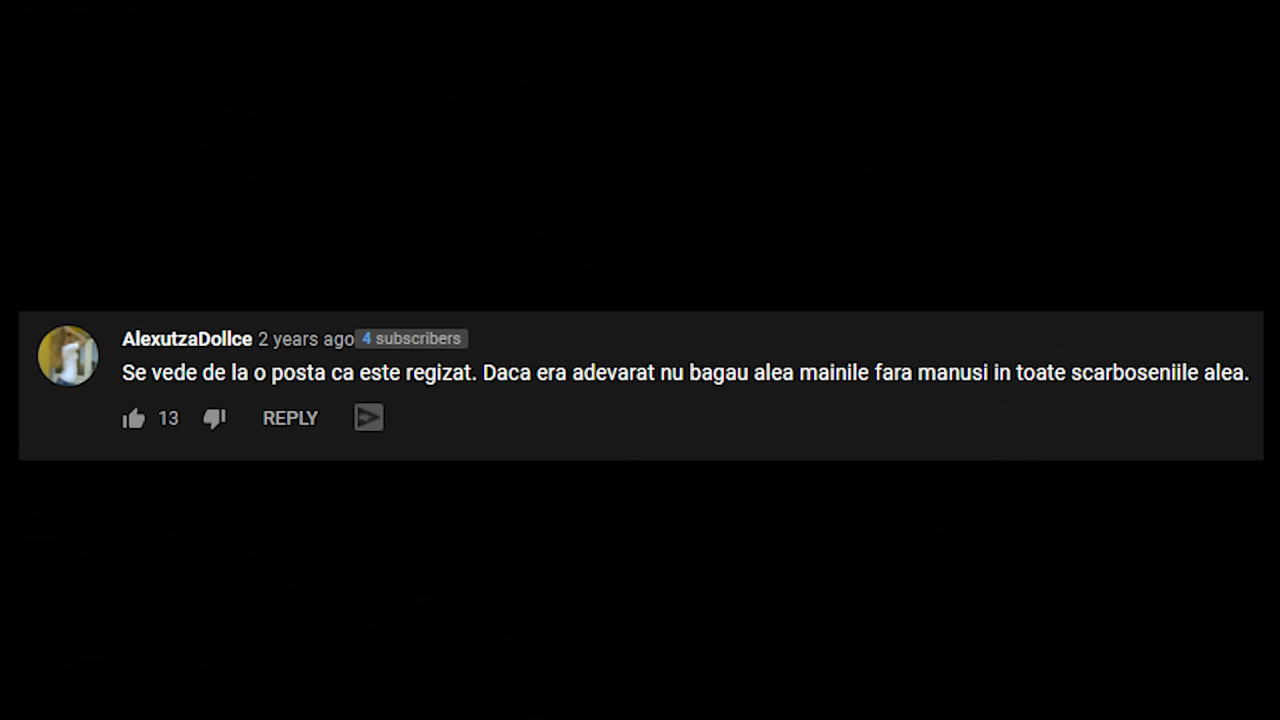 AlexutzaDollce 2 years ago 4 subscribers
Se vede de la o posta ca este regizat. Daca era adevarat nu bagau alea mainile fara manusi in toate scarboseniile alea.
13 REPLY